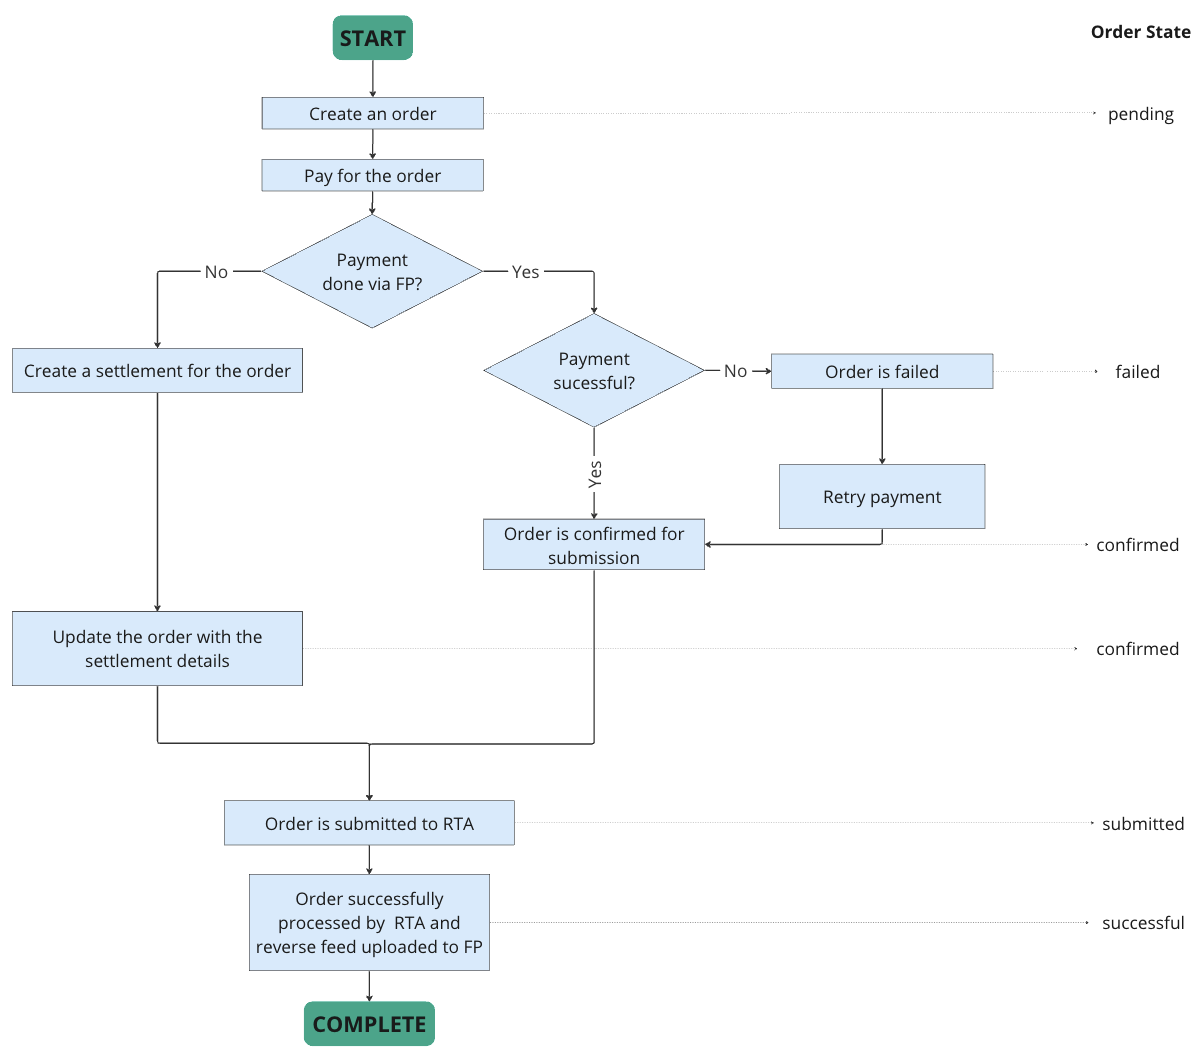 START
Order State
Create an order
pending
Pay for the order
Payment
done via FP?
No
Yes
Create a settlement for the order
Payment
sucessful?
No
Order is failed
failed
Yes
Retry payment
Order is confirmed for
submission
confirmed
Update the order with the
settlement details
confirmed
Order is submitted to RTA
submitted
Order successfully
processed by  RTA and
reverse feed uploaded to FP
successful
COMPLETE